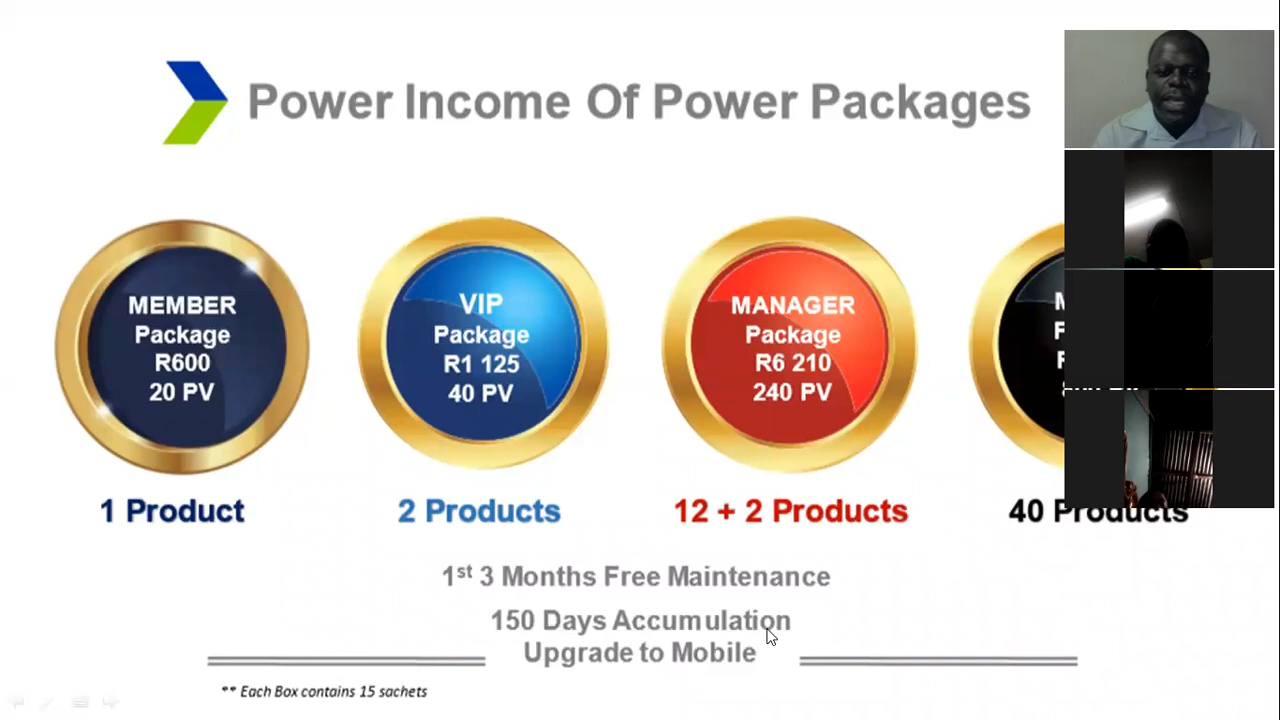 Power Income Of Power Packages
MEMBER
Package
R600
20 PV
VIP
Package
R1 125
40 PV
MANAGER
Package
R6 210
240 PV
1 Product
2 Products
12 + 2 Products
40 Products
1st 3 Months Free Maintenance
150 Days Accumulation
Upgrade to Mobile
** Each Box contains 15 sachets